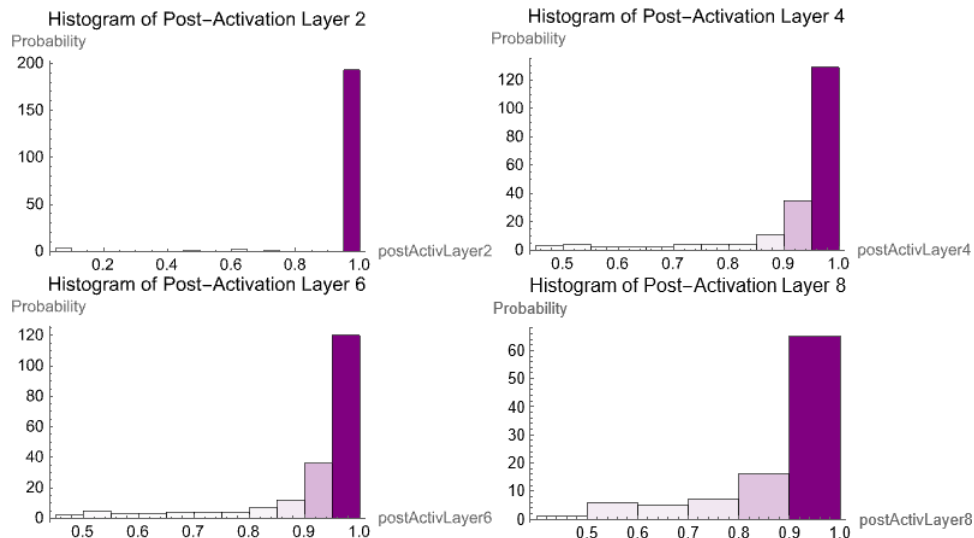 Histogram of Post-Activation Layer 2
Probability
200
150
100
50
0
0.2 0.4 0.6 0.8 1.0
postActivLayer2
Histogram of Post-Activation Layer 4
Probability
120
100
80
60
40
20
0
0.5 0.6 0.7 0.8 0.9 1.0
postActivLayer4
Histogram of Post-Activation Layer 6
Probability
120
100
80
60
40
20
0
0.5 0.6 0.7 0.8 0.9 1.0
postActivLayer6
Histogram of Post-Activation Layer 8
Probability
60
50
40
30
20
10
0
0.5 0.6 0.7 0.8 0.9 1.0
postActivLayer8